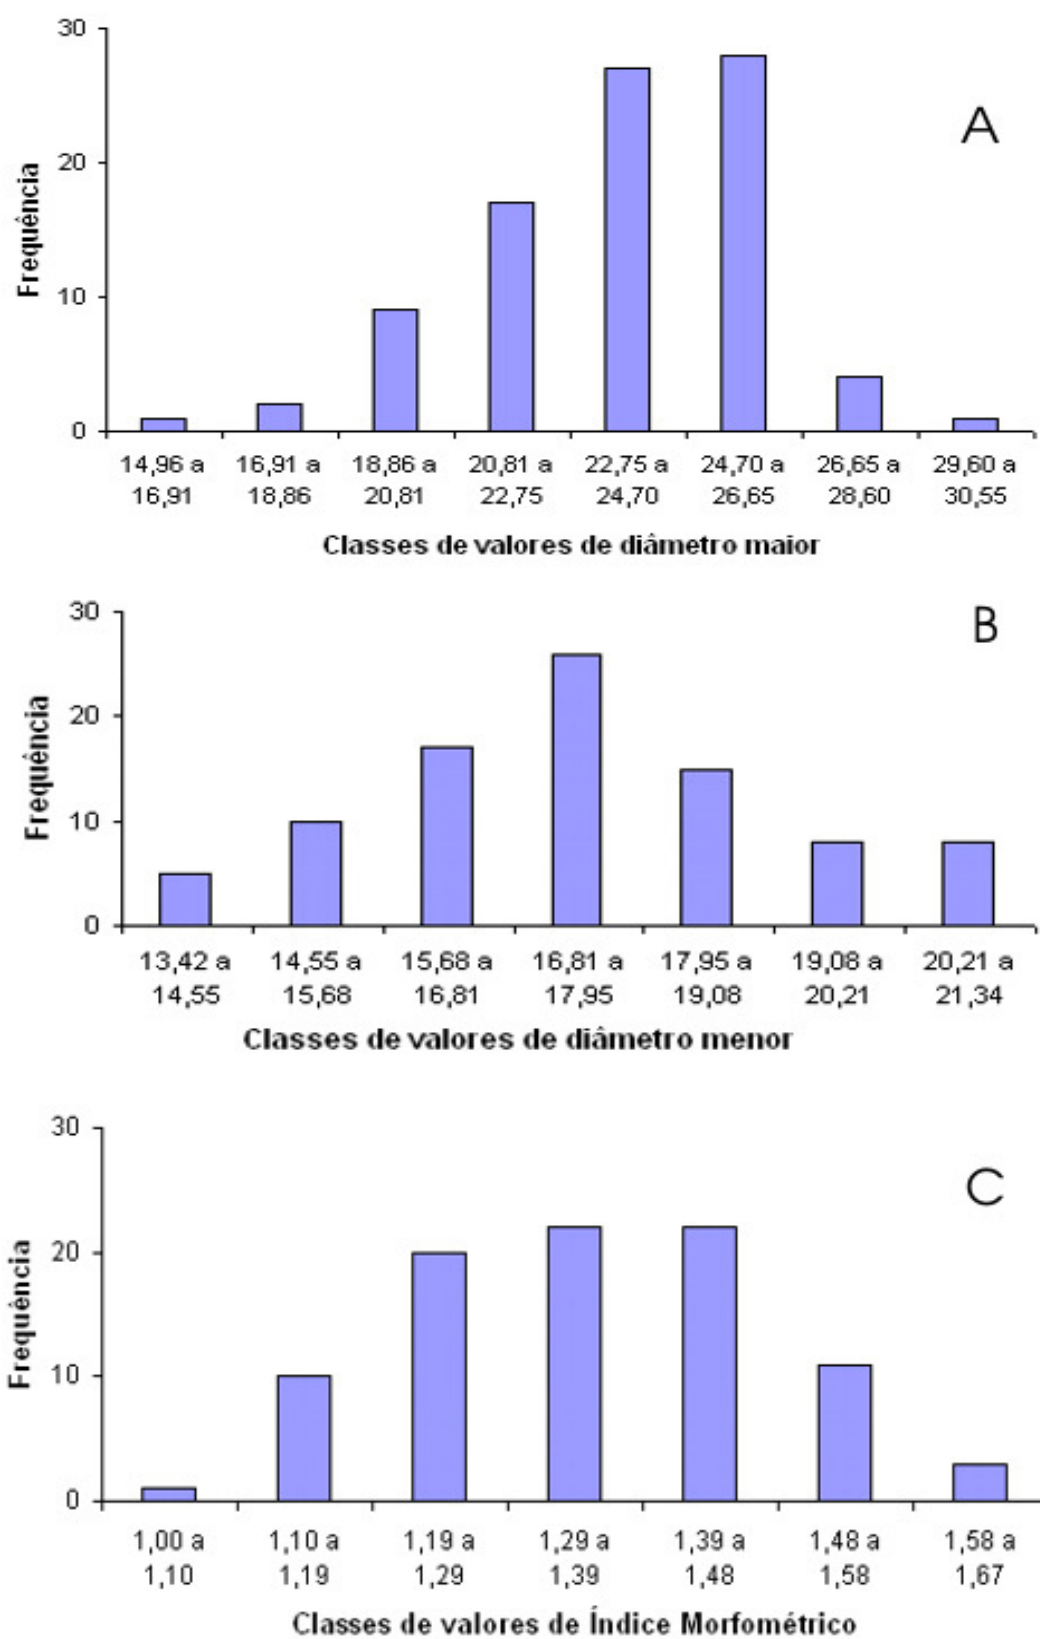 30
A
20
Frequência
10
0
14,96 a 16,91 a 18,86 a 20,81 a 22,75 a 24,70 a 26,65 a 29,60 a
16,91 18,86 20,81 22,75 24,70 26,65 28,60 30,55
Classes de valores de diâmetro maior
30
B
20
Frequência
10
0
13,42 a 14,55 a 15,68 a 16,81 a 17,95 a 19,08 a 20,21 a
14,55 15,68 16,81 17,95 19,08 20,21 21,34
Classes de valores de diâmetro menor
30
C
20
Frequência
10
0
1,00 a 1,10 a 1,19 a 1,29 a 1,39 a 1,48 a 1,58 a
1,10 1,19 1,29 1,39 1,48 1,58 1,67
Classes de valores de Índice Morfométrico